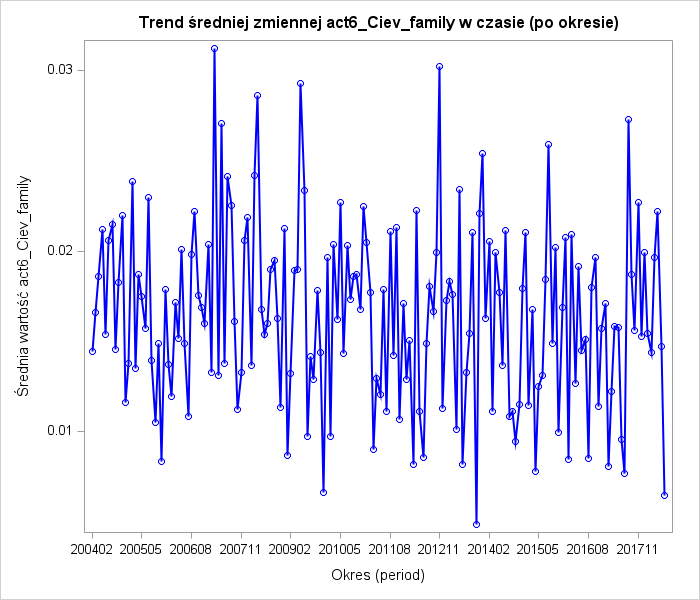 Trend średniej zmiennej act6_Ciev_family w czasie (po okresie)
Średnia wartość act6_Ciev_family
0.03
0.02
0.01
200402 200505 200608 200711 200902 201005 201108 201211 201402 201505 201608 201711
Okres (period)